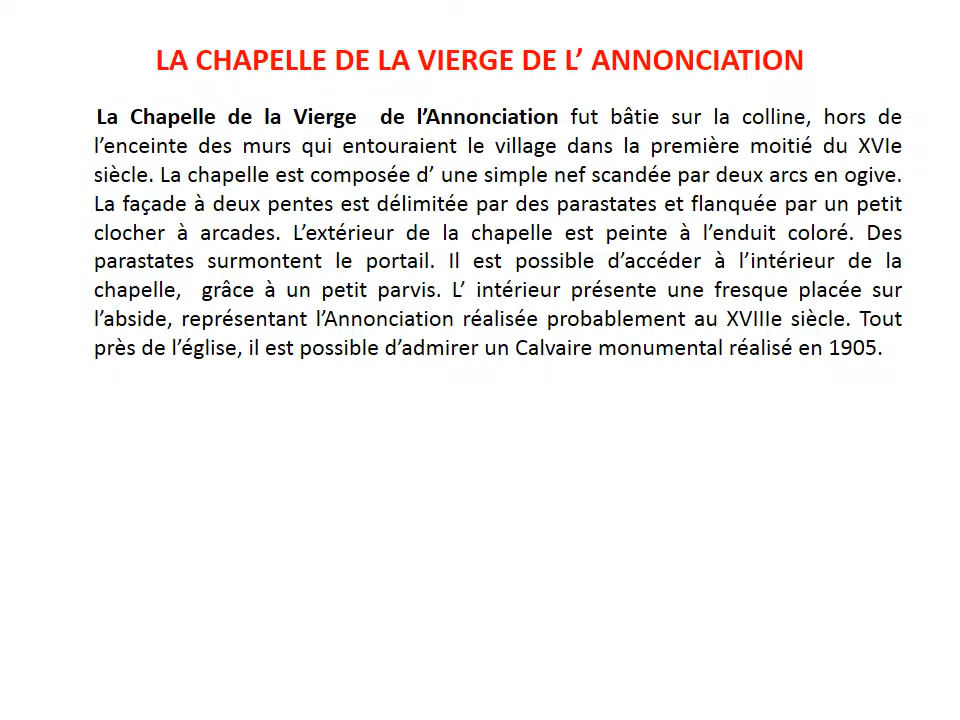 LA CHAPELLE DE LA VIERGE DE L’ ANNONCIATION
La Chapelle de la Vierge  de l’Annonciation fut bâtie sur la colline, hors de
l’enceinte des murs qui entouraient le village dans la première moitié du XVIe
siècle. La chapelle est composée d’ une simple nef scandée par deux arcs en ogive.
La façade à deux pentes est délimitée par des parastates et flanquée par un petit
clocher à arcades. L’extérieur de la chapelle est peinte à l’enduit coloré. Des
parastates surmontent le portail. Il est possible d’accéder à l’intérieur de la
chapelle,  grâce à un petit parvis. L’ intérieur présente une fresque placée sur
l’abside, représentant l’Annonciation réalisée probablement au XVIIIe siècle. Tout
près de l’église, il est possible d’admirer un Calvaire monumental réalisé en 1905.